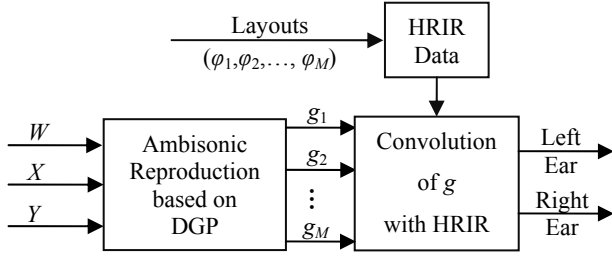 Layouts
(φ1,φ2,…, φM)
HRIR
Data
W
X
Y
Ambisonic
Reproduction
based on
DGP
g1
g2
⋮
gM
Convolution
of g
with HRIR
Left
Ear
Right
Ear